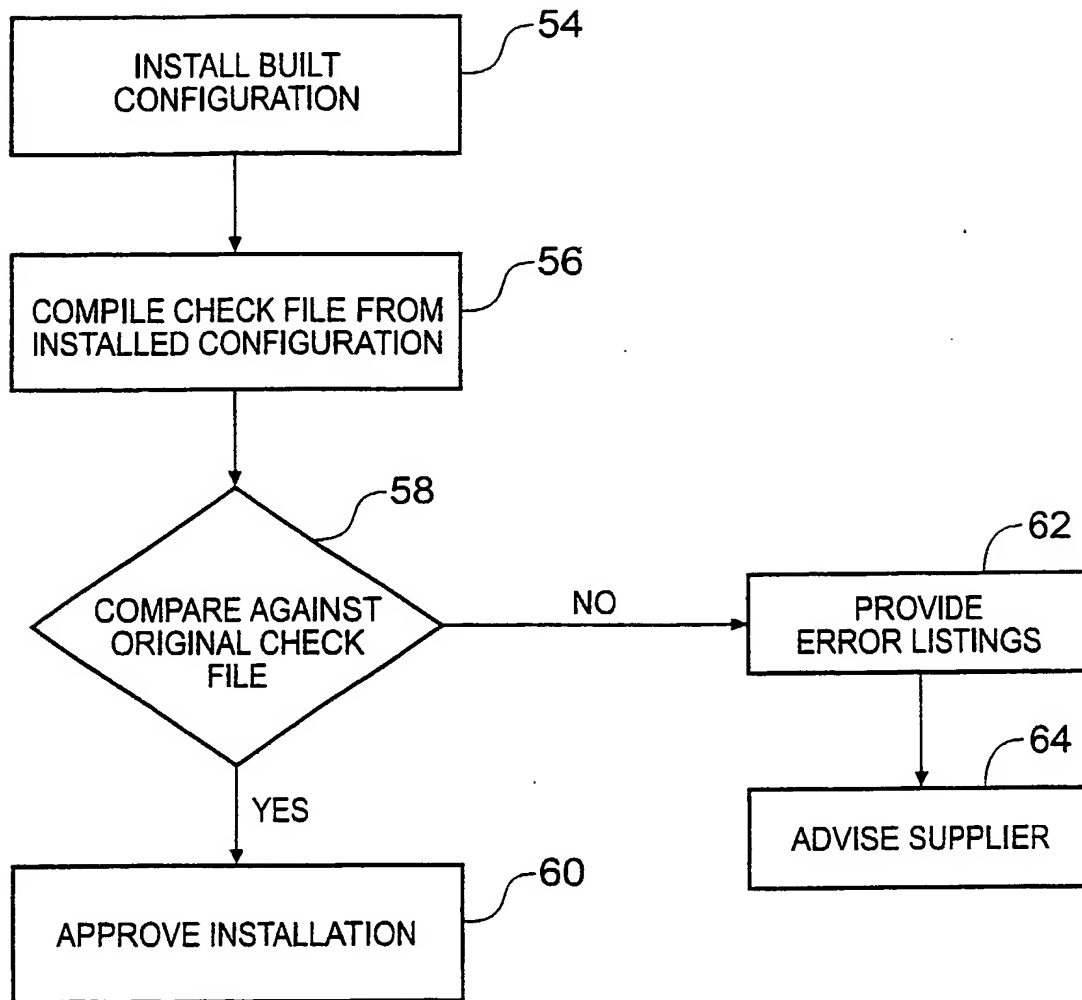 54
INSTALL BUILT
CONFIGURATION
56
COMPILE CHECK FILE FROM
INSTALLED CONFIGURATION
58
COMPARE AGAINST
ORIGINAL CHECK
FILE
NO
62
PROVIDE
ERROR LISTINGS
64
ADVISE SUPPLIER
YES
60
APPROVE INSTALLATION